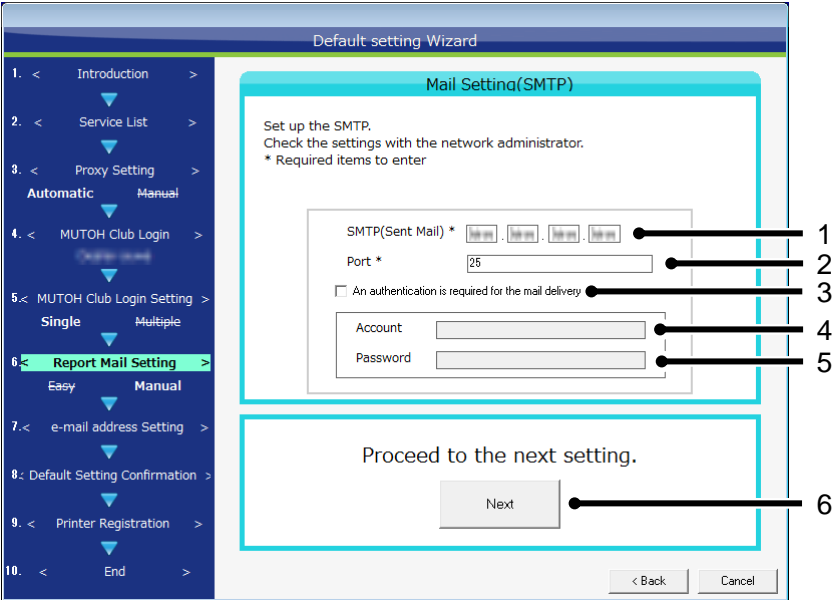 Default setting Wizard
1. < Introduction >
2. < Service List >
3. < Proxy Setting >
Automatic Manual
4. < MUTOH Club Login >
5.< MUTOH Club Login Setting >
Single Multiple
6.< Report Mail Setting >
Easy Manual
7.< e-mail address Setting >
8.< Default Setting Confirmation >
9. < Printer Registration >
10. < End >
Mail Setting(SMTP)
Set up the SMTP.
Check the settings with the network administrator.
* Required items to enter
SMTP(Sent Mail) * . . . 1
Port * 25 2
An authentication is required for the mail delivery 3
Account 4
Password 5
Proceed to the next setting.
Next 6
< Back Cancel